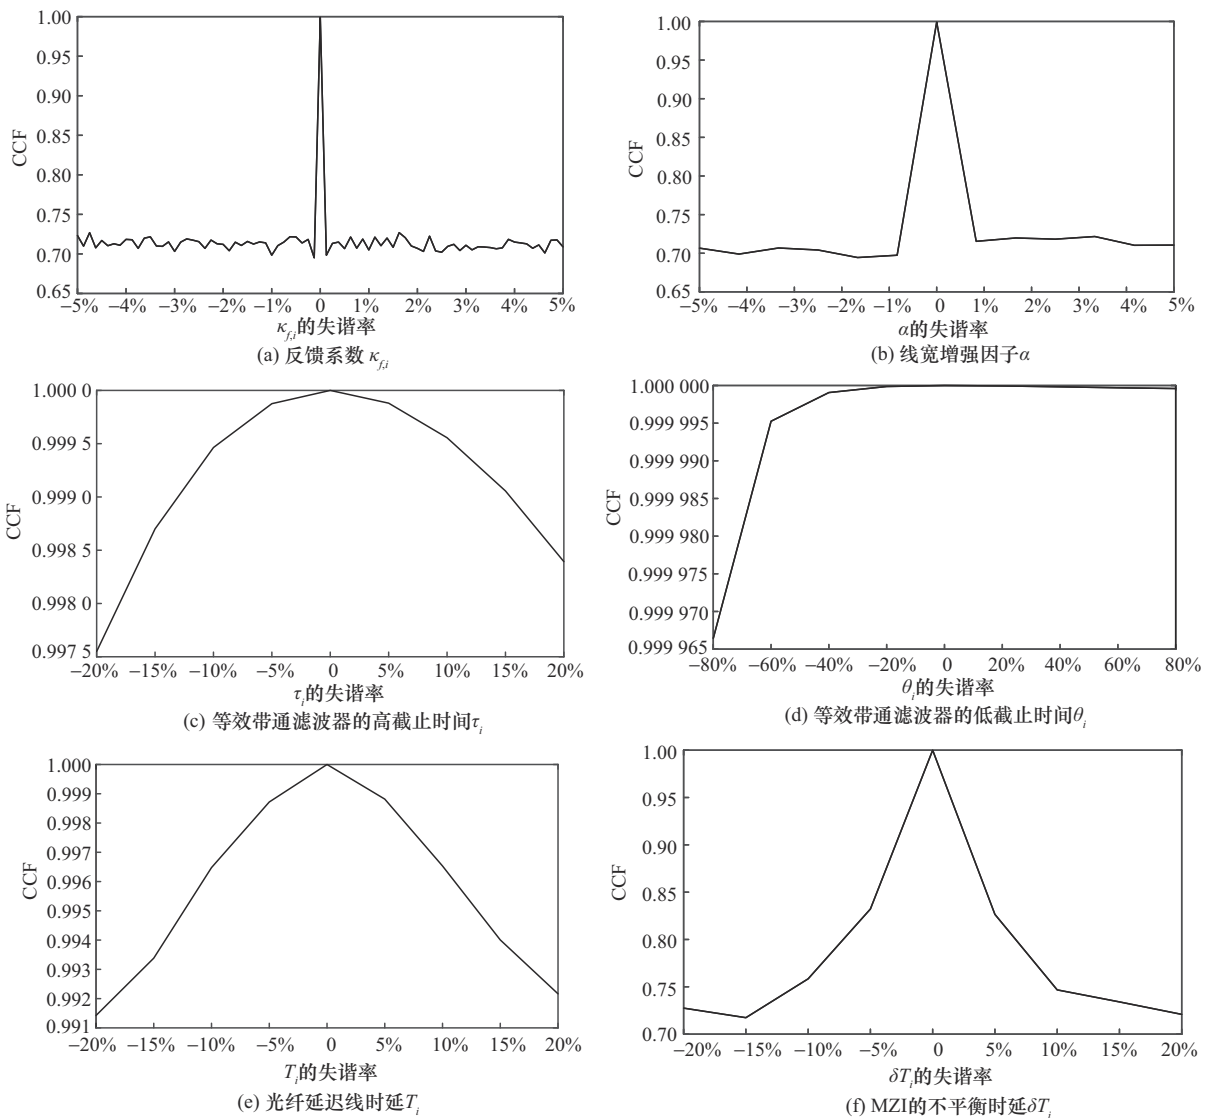 1.00
0.95
0.90
0.85
0.80
0.75
0.70
0.65
CCF
−5% −4% −3% −2% −1% 0 1% 2% 3% 4% 5%
κf,i的失谐率
(a) 反馈系数 κf,i
1.00
0.95
0.90
0.85
0.80
0.75
0.70
0.65
CCF
−5% −4% −3% −2% −1% 0 1% 2% 3% 4% 5%
α的失谐率
(b) 线宽增强因子α
1.000 0
0.999 5
0.999 0
0.998 5
0.998 0
0.997 5
CCF
−20% −15% −10% −5% 0 5% 10% 15% 20%
τi的失谐率
(c) 等效带通滤波器的高截止时间τi
1.000 000
0.999 995
0.999 990
0.999 985
0.999 980
0.999 975
0.999 970
0.999 965
CCF
−80% −60% −40% −20% 0 20% 40% 60% 80%
θi的失谐率
(d) 等效带通滤波器的低截止时间θi
1.000
0.999
0.998
0.997
0.996
0.995
0.994
0.993
0.992
0.991
CCF
−20% −15% −10% −5% 0 5% 10% 15% 20%
Ti的失谐率
(e) 光纤延迟线时延Ti
1.00
0.95
0.90
0.85
0.80
0.75
0.70
CCF
−20% −15% −10% −5% 0 5% 10% 15% 20%
δTi的失谐率
(f) MZI的不平衡时延δTi